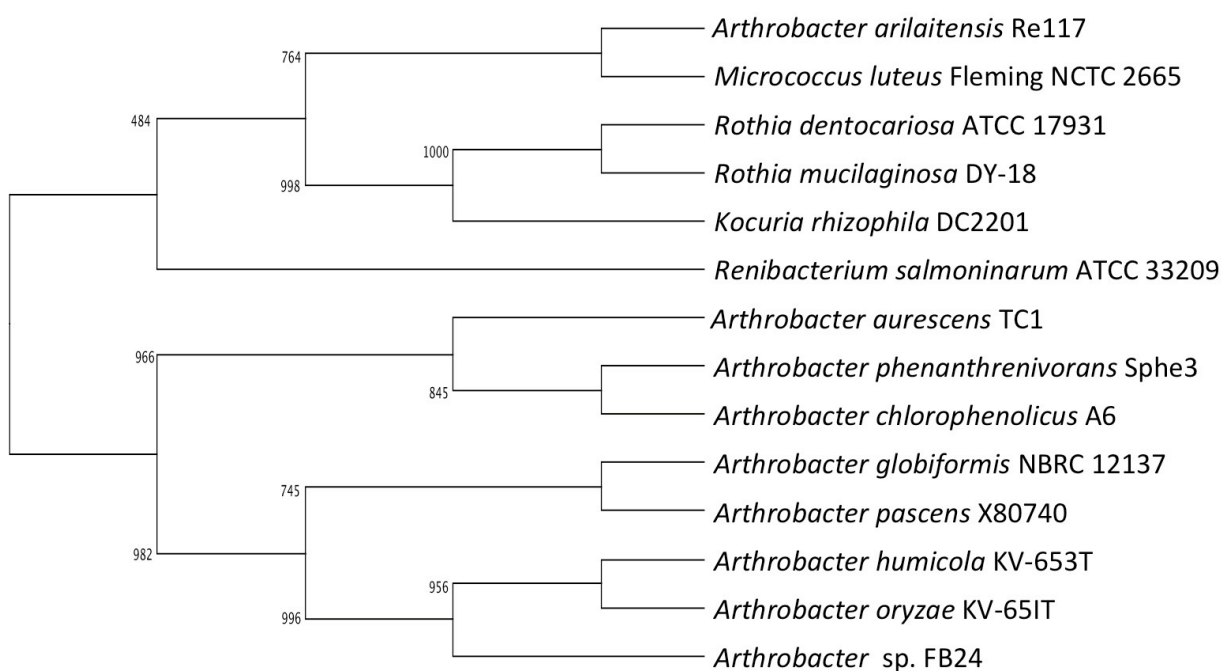 Arthrobacter arilaitensis Re117
764
Micrococcus luteus Fleming NCTC 2665
484
Rothia dentocariosa ATCC 17931
1000
Rothia mucilaginosa DY-18
998
Kocuria rhizophila DC2201
Renibacterium salmoninarum ATCC 33209
Arthrobacter aurescens TC1
966
Arthrobacter phenanthrenivorans Sphe3
845
Arthrobacter chlorophenolicus A6
Arthrobacter globiformis NBRC 12137
745
Arthrobacter pascens X80740
982
Arthrobacter humicola KV-653T
956
Arthrobacter oryzae KV-65IT
996
Arthrobacter sp. FB24